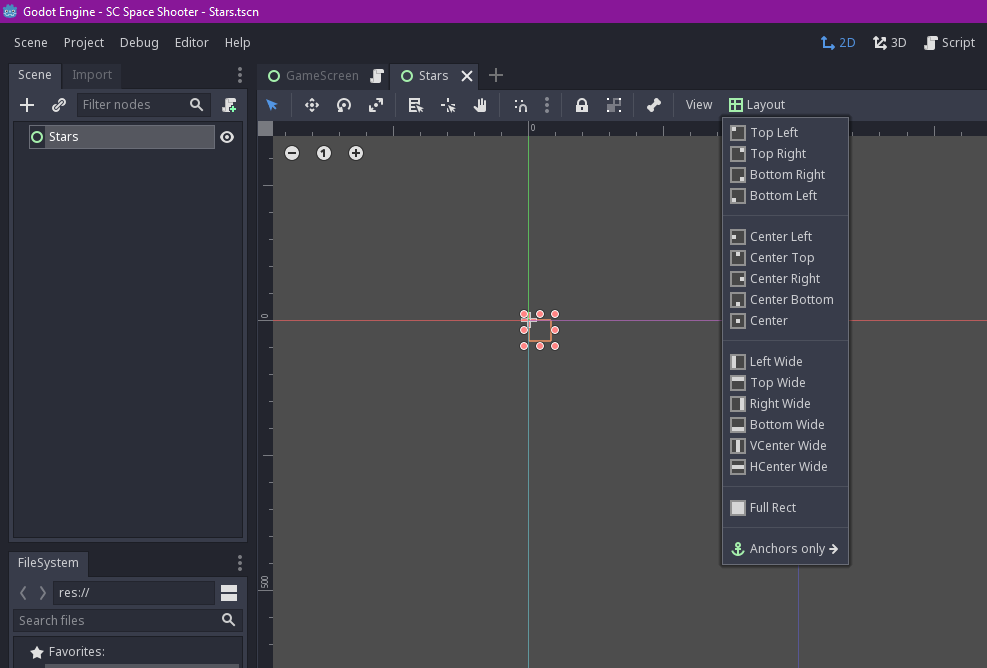 Godot Engine - SC Space Shooter - Stars.tscn
Scene Project Debug Editor Help 2D 3D Script
Scene Import GameScreen Stars
Filter nodes View Layout
Stars
0
1
Top Left
Top Right
Bottom Right
Bottom Left
Center Left
Center Top
Center Right
Center Bottom
Center
0
Left Wide
Top Wide
Right Wide
Bottom Wide
VCenter Wide
HCenter Wide
Full Rect
Anchors only
500
FileSystem
res://
Search files
Favorites: